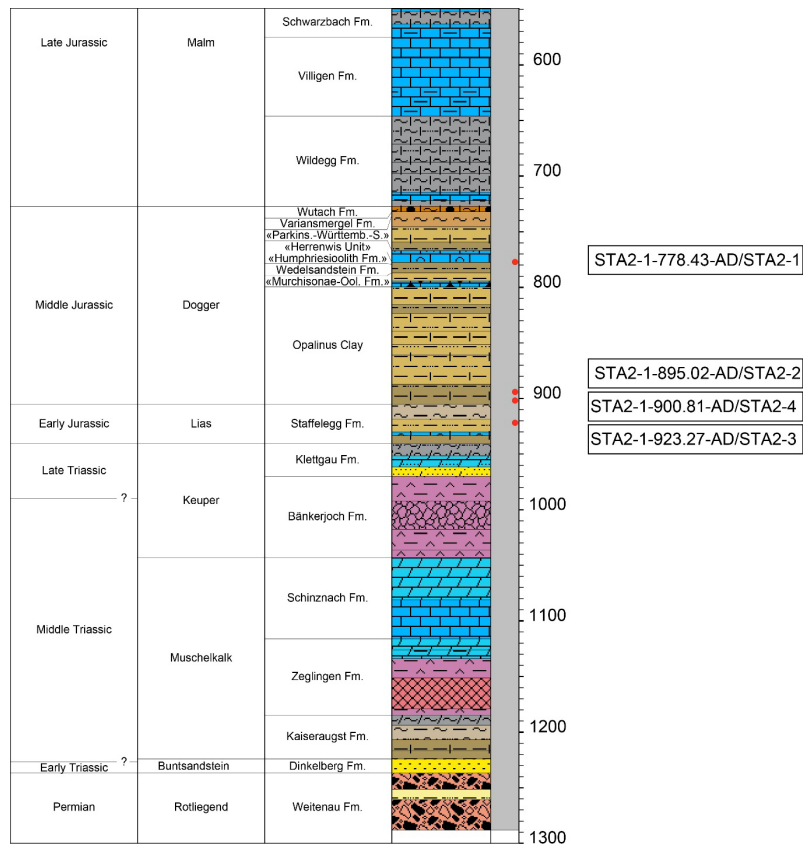 Late Jurassic
Malm
Schwarzbach Fm.
Villigen Fm.
Wildegg Fm.
600
700
Middle Jurassic
Dogger
Wutach Fm.
Variansmergel Fm.
«Parkins.-Württemb.-S.»
«Herrenwis Unit»
«Humphriesioolith Fm.»
Wedelsandstein Fm.
«Murchisonae-Ool. Fm.»
Opalinus Clay
STA2-1-778.43-AD/STA2-1
800
STA2-1-895.02-AD/STA2-2
900
STA2-1-900.81-AD/STA2-4
Early Jurassic
Lias
Staffelegg Fm.
STA2-1-923.27-AD/STA2-3
Late Triassic
Keuper
Klettgau Fm.
?
1000
Bänkerjoch Fm.
Middle Triassic
Muschelkalk
Schinznach Fm.
1100
Zeglingen Fm.
1200
Kaiseraugst Fm.
Early Triassic
?
Buntsandstein
Dinkelberg Fm.
Permian
Rotliegend
Weitenau Fm.
1300